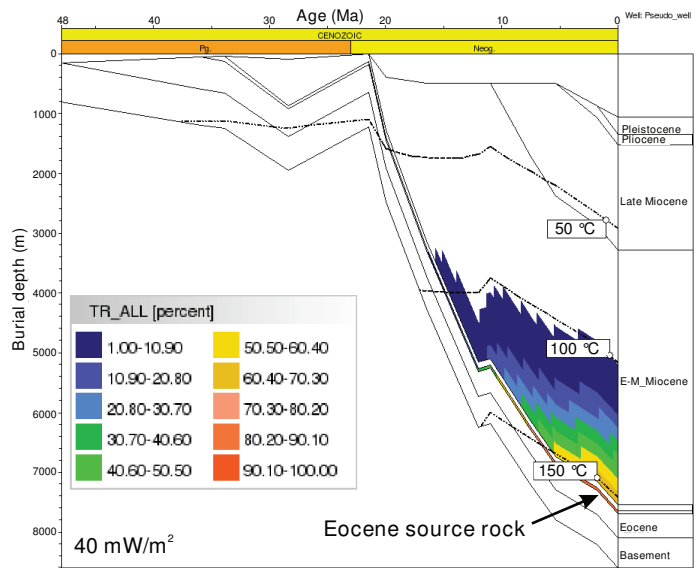 Age (Ma)
Well: Pseudo_well
48 40 30 20 10 0
CENOZOIC
Pg. Neog.
Burial depth (m)
0
1000
2000
3000
4000
5000
6000
7000
8000
Pleistocene
Pliocene
Late Miocene
50 ℃
TR_ALL [percent]
1.00-10.90 50.50-60.40
10.90-20.80 60.40-70.30
20.80-30.70 70.30-80.20
30.70-40.60 80.20-90.10
40.60-50.50 90.10-100.00
100 ℃
E-M_Miocene
150 ℃
Eocene source rock
Eocene
40 mW/m²
Basement